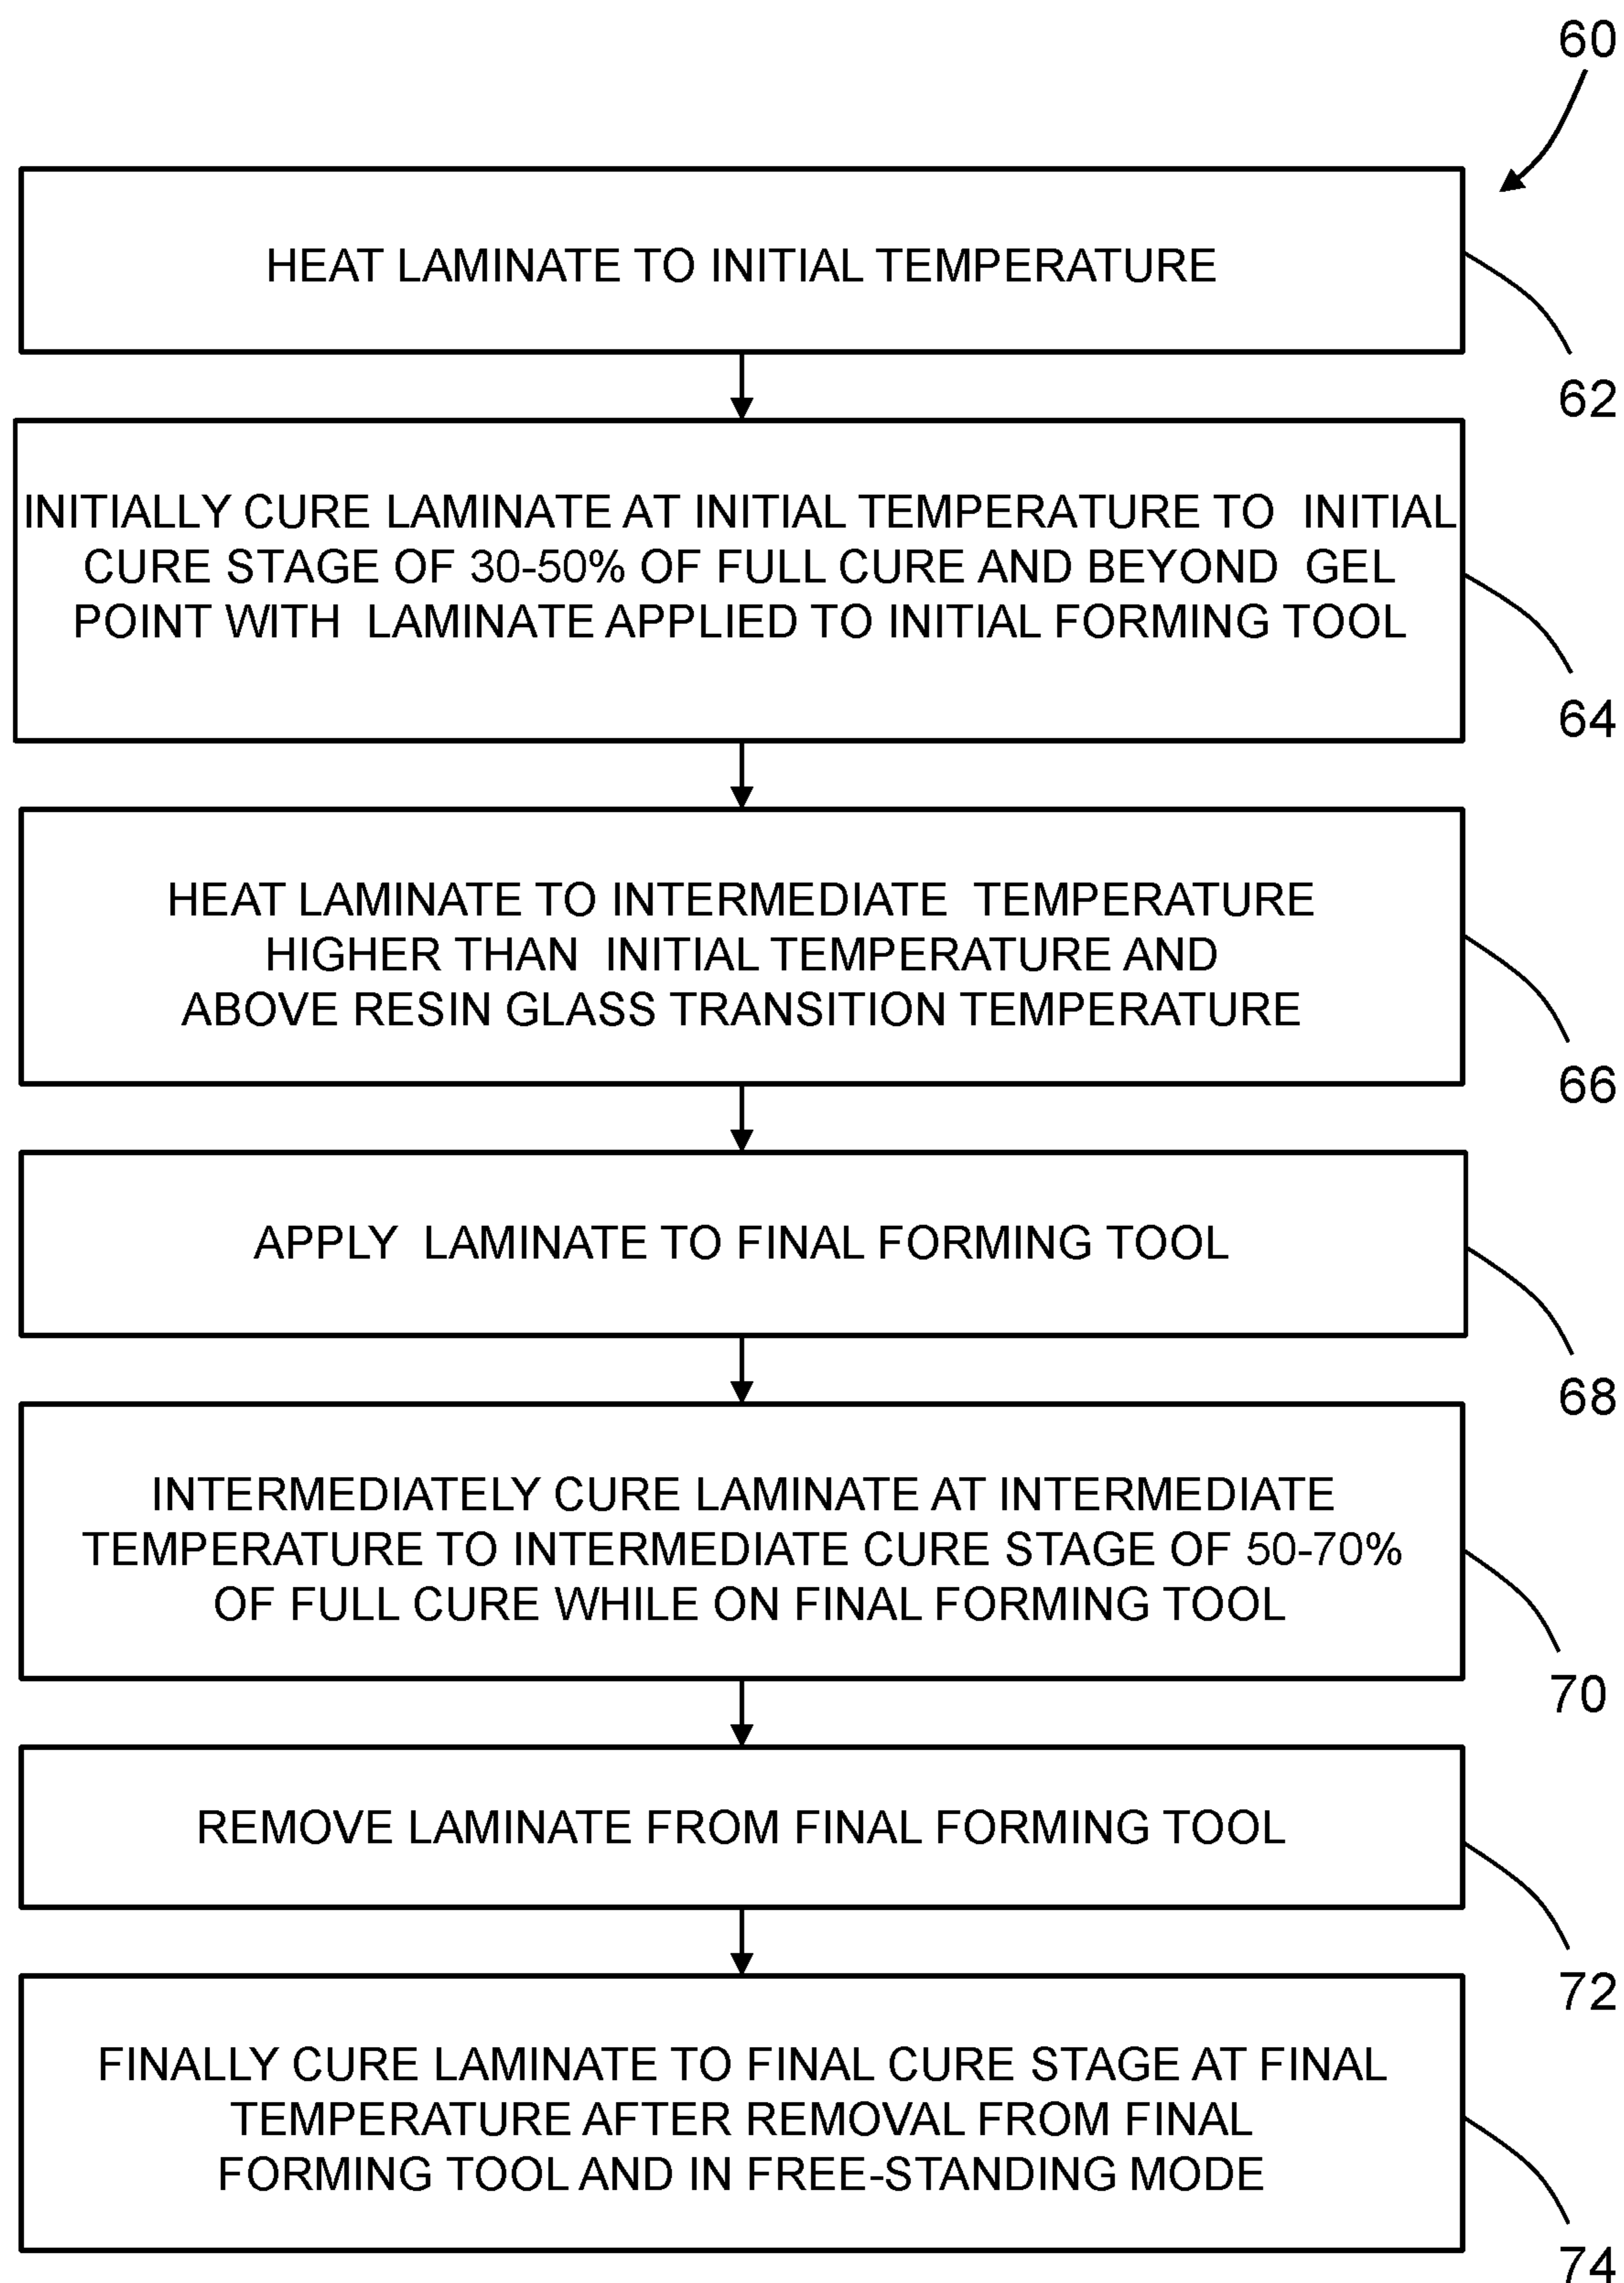 60
HEAT LAMINATE TO INITIAL TEMPERATURE
62
INITIALLY CURE LAMINATE AT INITIAL TEMPERATURE TO INITIAL
CURE STAGE OF 30-50% OF FULL CURE AND BEYOND GEL
POINT WITH LAMINATE APPLIED TO INITIAL FORMING TOOL
64
HEAT LAMINATE TO INTERMEDIATE TEMPERATURE
HIGHER THAN INITIAL TEMPERATURE AND
ABOVE RESIN GLASS TRANSITION TEMPERATURE
66
APPLY LAMINATE TO FINAL FORMING TOOL
68
INTERMEDIATELY CURE LAMINATE AT INTERMEDIATE
TEMPERATURE TO INTERMEDIATE CURE STAGE OF 50-70%
OF FULL CURE WHILE ON FINAL FORMING TOOL
70
REMOVE LAMINATE FROM FINAL FORMING TOOL
72
FINALLY CURE LAMINATE TO FINAL CURE STAGE AT FINAL
TEMPERATURE AFTER REMOVAL FROM FINAL
FORMING TOOL AND IN FREE-STANDING MODE
74